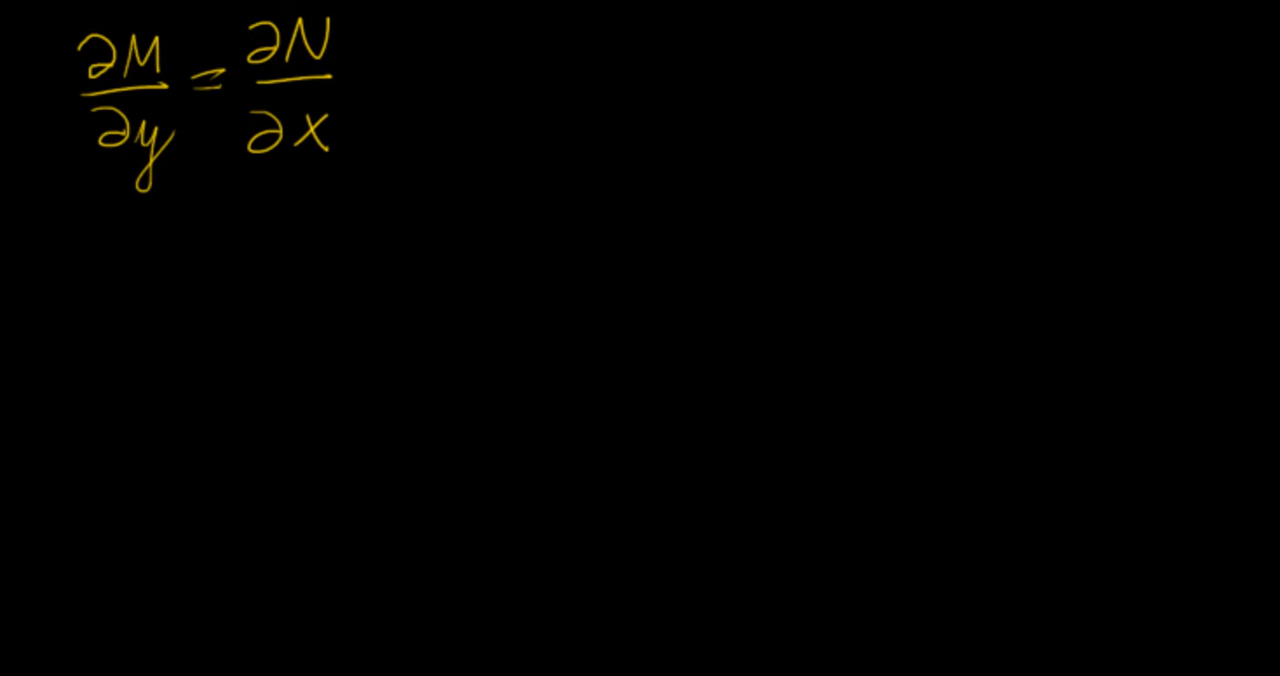 ∂M/∂y = ∂N/∂x